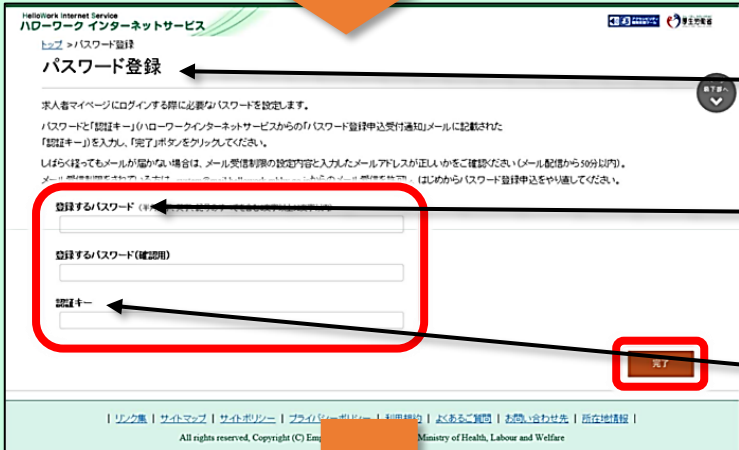 HelloWork Internet Service
ハローワーク インターネットサービス
厚生労働省
トップ > パスワード登録
パスワード登録
最下部へ
求人者マイページにログインする際に必要なパスワードを設定します。
パスワードと「認証キー」(ハローワークインターネットサービスからの「パスワード登録申込受付通知」メールに記載された
「認証キー」)を入力し、「完了」ボタンをクリックしてください。
しばらく経ってもメールが届かない場合は、メール受信制限の設定内容と入力したメールアドレスが正しいかをご確認ください(メール配信から50分以内)。
からのメール受信を許可し、はじめからパスワード登録申込をやり直してください。
登録するパスワード
登録するパスワード(確認用)
認証キー
完了
| リンク集 | サイトマップ | サイトポリシー | プライバシーポリシー | 利用規約 | よくあるご質問 | お問い合わせ先 | 所在地情報 |
All rights reserved, Copyright (C) Ministry of Health, Labour and Welfare